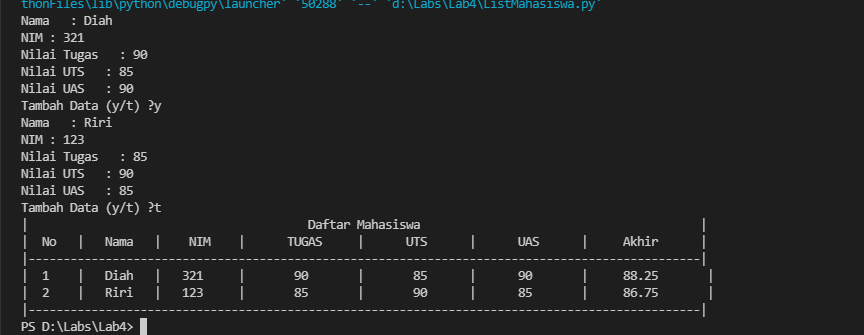 thonFiles\lib\python\debugpy\launcher' '50288' '--' 'd:\Labs\Lab4\ListMahasiswa.py'
Nama   : Diah
NIM : 321
Nilai Tugas   : 90
Nilai UTS   : 85
Nilai UAS   : 90
Tambah Data (y/t) ?y
Nama   : Riri
NIM : 123
Nilai Tugas   : 85
Nilai UTS   : 90
Nilai UAS   : 85
Tambah Data (y/t) ?t
|                                        Daftar Mahasiswa                                        |
|  No   |   Nama   |    NIM    |      TUGAS     |      UTS      |      UAS      |     Akhir      |
|------------------------------------------------------------------------------------------------|
|  1    |   Diah   |   321     |       90       |       85      |      90       |     88.25       |
|  2    |   Riri   |   123     |       85       |       90      |      85       |     86.75       |
|------------------------------------------------------------------------------------------------|
PS D:\Labs\Lab4>